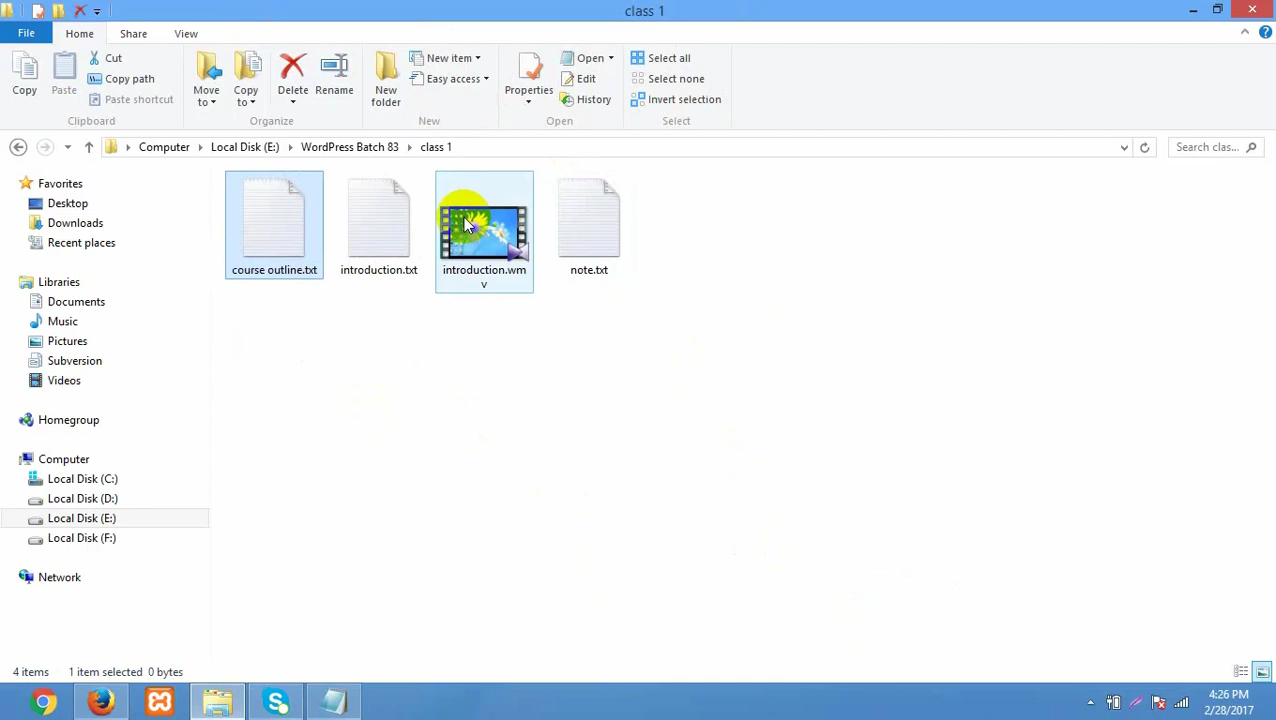 class 1
File Home Share View
Copy
Paste
Cut
Copy path
Paste shortcut
Clipboard
Move to
Copy to
Delete
Rename
Organize
New folder
New item
Easy access
New
Properties
Open
Edit
History
Open
Select all
Select none
Invert selection
Select
Computer Local Disk (E:) WordPress Batch 83 class 1
Search clas...
Favorites
Desktop
Downloads
Recent places
Libraries
Documents
Music
Pictures
Subversion
Videos
Homegroup
Computer
Local Disk (C:)
Local Disk (D:)
Local Disk (E:)
Local Disk (F:)
Network
course outline.txt
introduction.txt
introduction.wm
v
note.txt
4 items 1 item selected 0 bytes
4:26 PM
2/28/2017